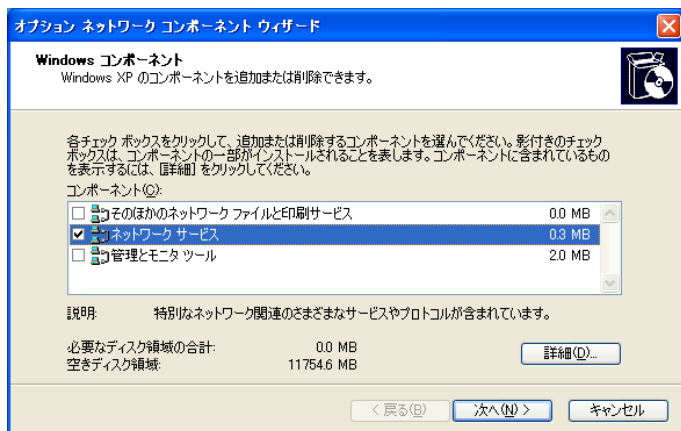 オプション ネットワーク コンポーネント ウィザード
Windows コンポーネント
Windows XP のコンポーネントを追加または削除できます。
各チェック ボックスをクリックして、追加または削除するコンポーネントを選んでください。影付きのチェック
ボックスは、コンポーネントの一部がインストールされることを表します。コンポーネントに含まれているもの
を表示するには、[詳細] をクリックしてください。
コンポーネント(C):
そのほかのネットワーク ファイルと印刷サービス 0.0 MB
ネットワーク サービス 0.3 MB
管理とモニタ ツール 2.0 MB
説明: 特別なネットワーク関連のさまざまなサービスやプロトコルが含まれています。
必要なディスク領域の合計: 0.0 MB
空きディスク領域: 11754.6 MB
詳細(D)...
< 戻る(B) 次へ(N) > キャンセル